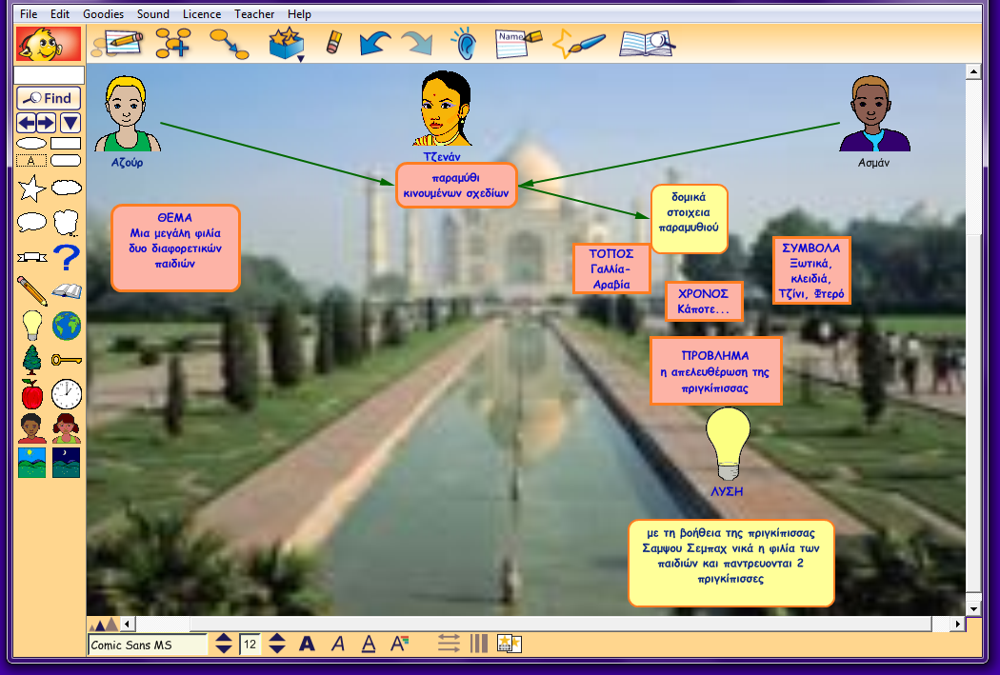 File Edit Goodies Sound Licence Teacher Help
Name
Find
A
Αζούρ
Τζενάν
Ασμάν
παραμύθι
κινουμένων σχεδίων
δομικά
στοιχεια
παραμυθιού
ΘΕΜΑ
Μια μεγάλη φιλία
δυο διαφορετικών
παιδιών
ΤΟΠΟΣ
Γαλλία-
Αραβία
ΣΥΜΒΟΛΑ
Ξωτικά,
κλειδιά,
Τζίνι, Φτερό
ΧΡΟΝΟΣ
Κάποτε...
ΠΡΟΒΛΗΜΑ
η απελευθέρωση της
πριγκίπισσας
ΛΥΣΗ
με τη βοήθεια της πριγκίπισσας
Σαμψου Σεμπαχ νικά η φιλία των
παιδιών και παντρευονται 2
πριγκίπισσες
Comic Sans MS 12 A A A A